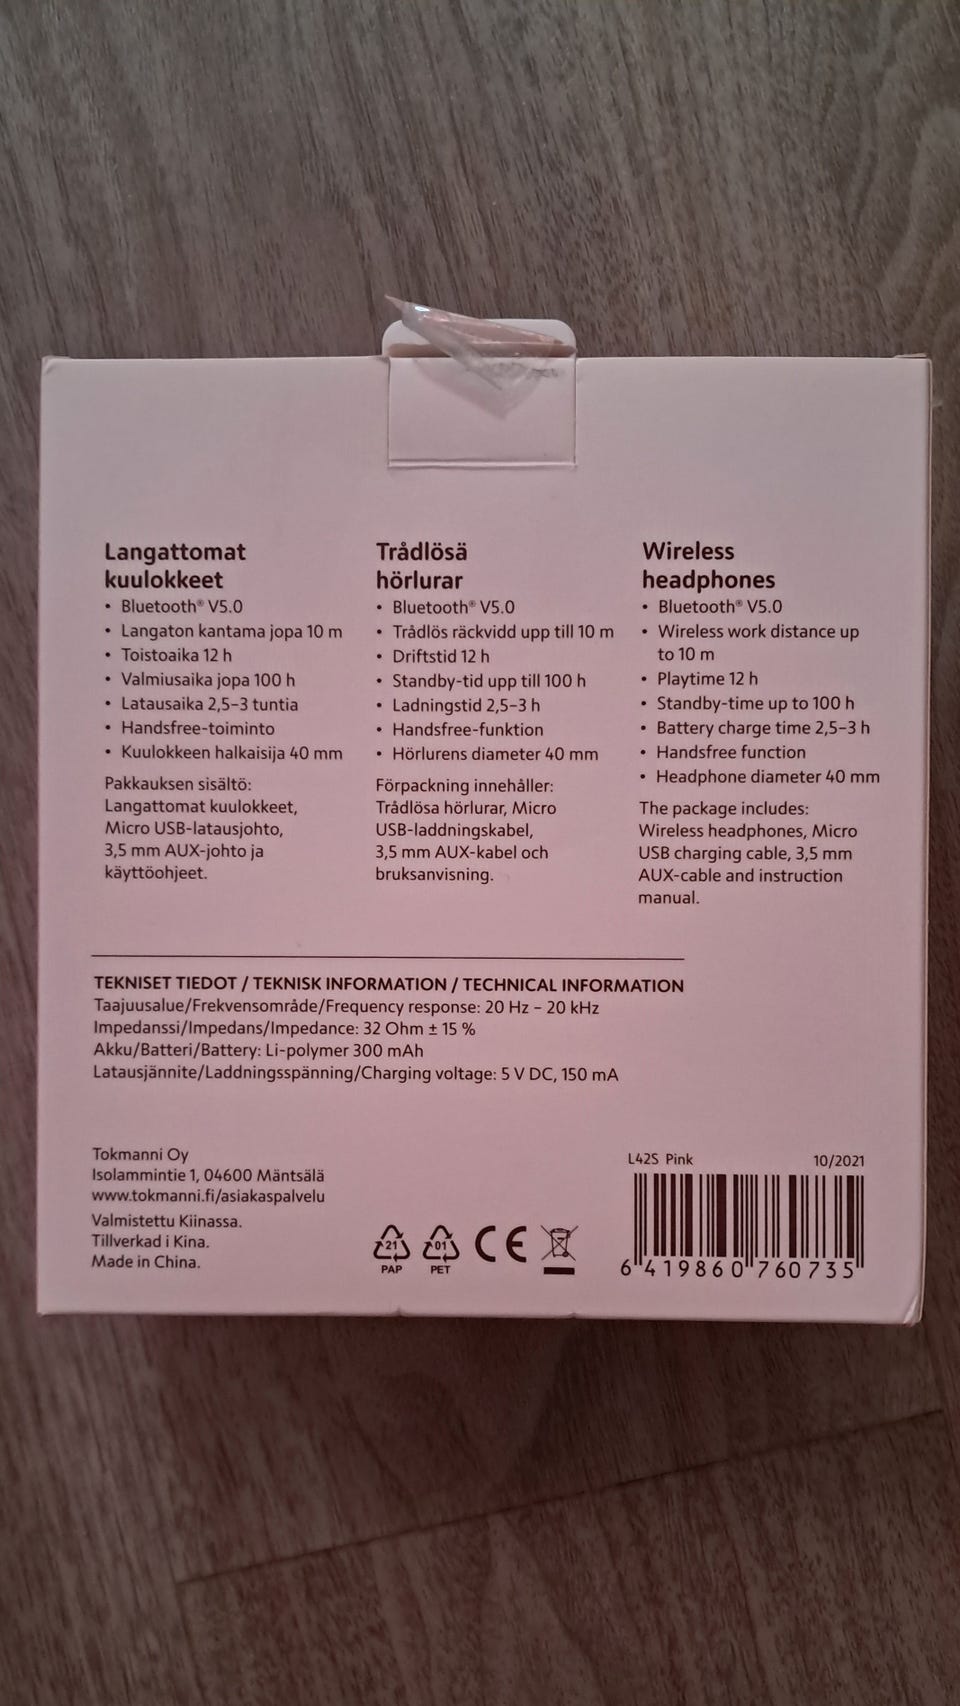 Langattomat
kuulokkeet
• Bluetooth® V5.0
• Langaton kantama jopa 10 m
• Toistoaika 12 h
• Valmiusaika jopa 100 h
• Latausaika 2,5–3 tuntia
• Handsfree-toiminto
• Kuulokkeen halkaisija 40 mm
Pakkauksen sisältö:
Langattomat kuulokkeet,
Micro USB-latausjohto,
3,5 mm AUX-johto ja
käyttöohjeet.
Trådlösä
hörlurar
• Bluetooth® V5.0
• Trådlös räckvidd upp till 10 m
• Driftstid 12 h
• Standby-tid upp till 100 h
• Ladningstid 2,5–3 h
• Handsfree-funktion
• Hörlurens diameter 40 mm
Förpackning innehåller:
Trådlösa hörlurar, Micro
USB-laddningskabel,
3,5 mm AUX-kabel och
bruksanvisning.
Wireless
headphones
• Bluetooth® V5.0
• Wireless work distance up
to 10 m
• Playtime 12 h
• Standby-time up to 100 h
• Battery charge time 2,5–3 h
• Handsfree function
• Headphone diameter 40 mm
The package includes:
Wireless headphones, Micro
USB charging cable, 3,5 mm
AUX-cable and instruction
manual.
TEKNISET TIEDOT / TEKNISK INFORMATION / TECHNICAL INFORMATION
Taajuusalue/Frekvensområde/Frequency response: 20 Hz – 20 kHz
Impedanssi/Impedans/Impedance: 32 Ohm ± 15 %
Akku/Batteri/Battery: Li-polymer 300 mAh
Latausjännite/Laddningsspänning/Charging voltage: 5 V DC, 150 mA
Tokmanni Oy
Isolammintie 1, 04600 Mäntsälä
www.tokmanni.fi/asiakaspalvelu
Valmistettu Kiinassa.
Tillverkad i Kina.
Made in China.
21
PAP
01
PET
CE
L42S Pink 10/2021
6 419860 760735